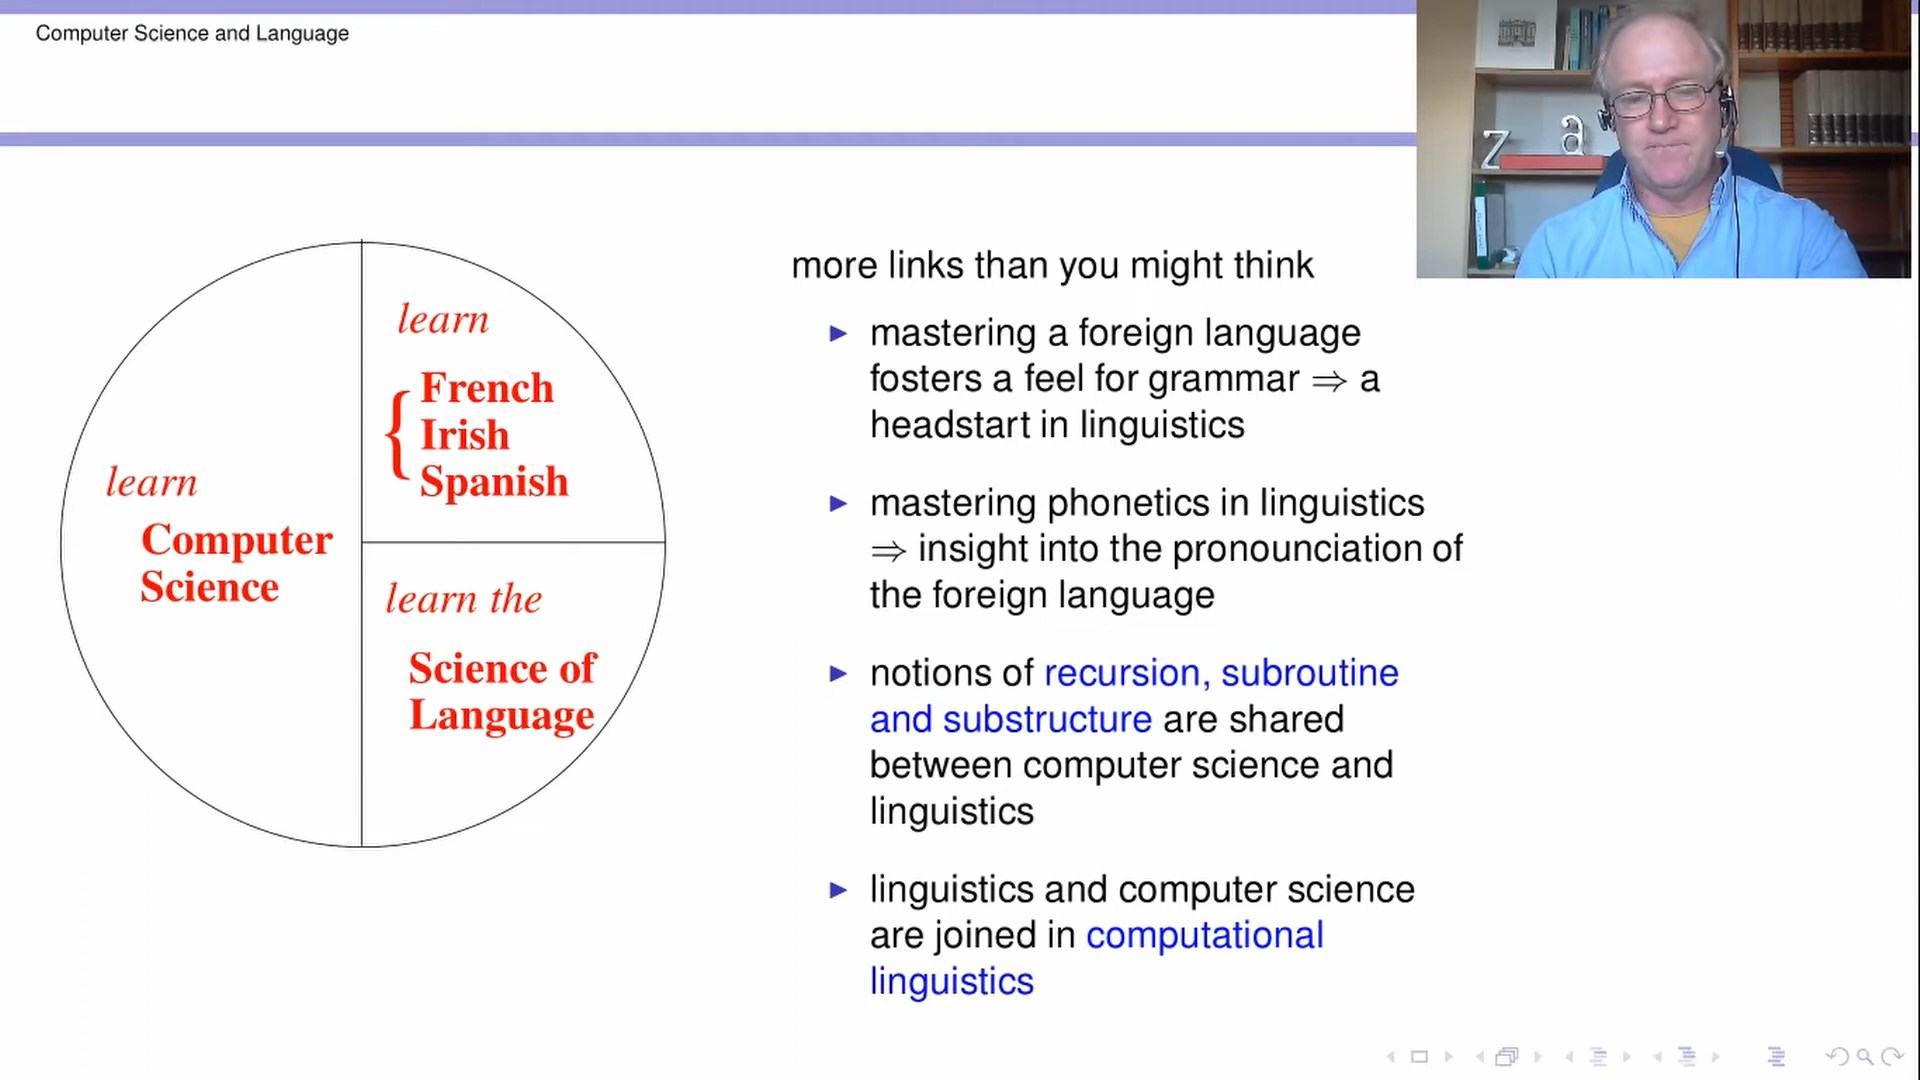 Computer Science and Language
learn
Computer
Science
learn
French
Irish
Spanish
learn the
Science of
Language
more links than you might think
mastering a foreign language
fosters a feel for grammar ⇒ a
headstart in linguistics
mastering phonetics in linguistics
⇒ insight into the pronounciation of
the foreign language
notions of recursion, subroutine
and substructure are shared
between computer science and
linguistics
linguistics and computer science
are joined in computational
linguistics
z a